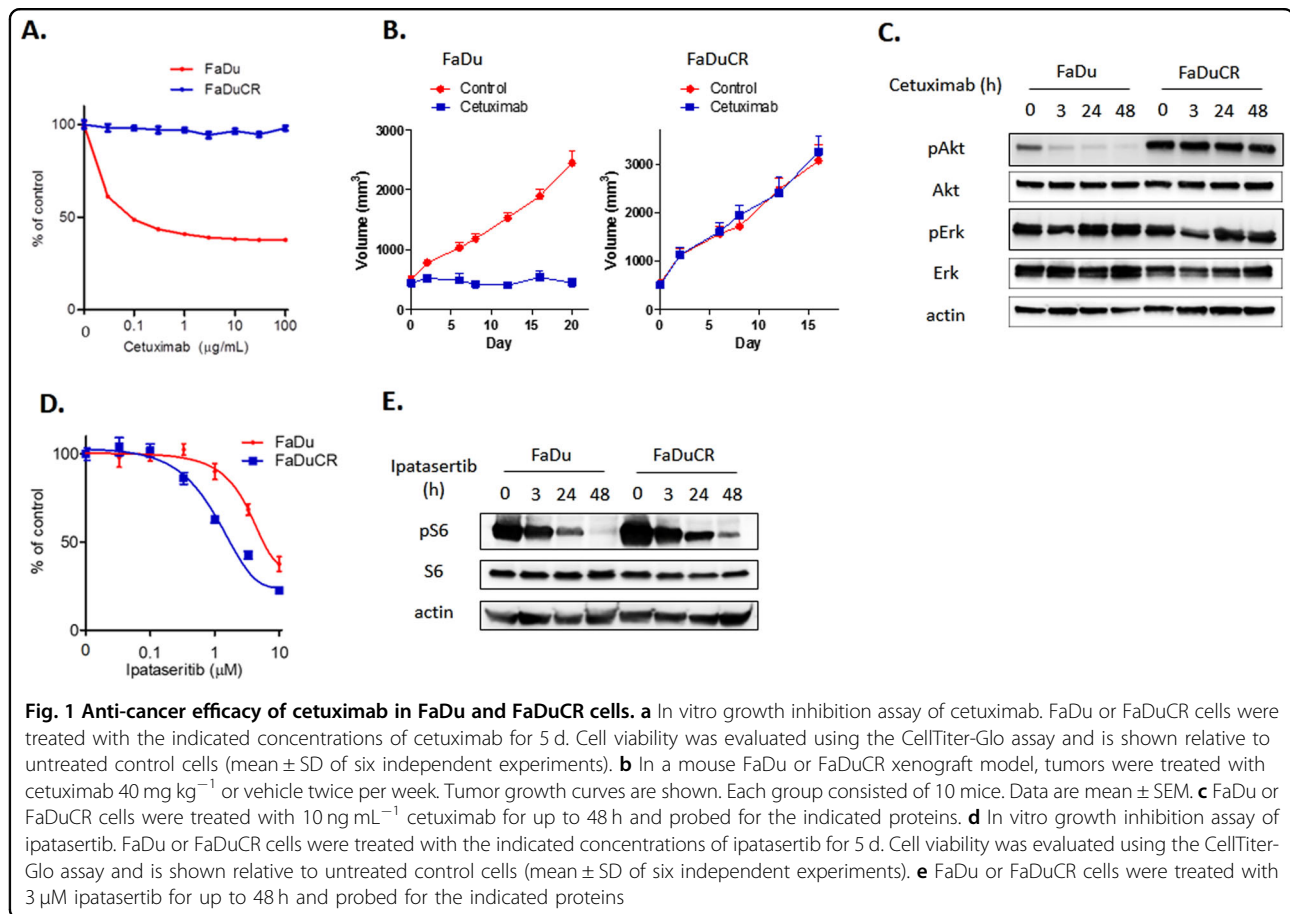 A.
FaDu
FaDuCR
% of control
100
50
0
0
0.1
1
10
100
Cetuximab (μg/mL)
B.
FaDu
Control
Cetuximab
Volume (mm³)
3000
2000
1000
0
0
5
10
15
20
Day
FaDuCR
Control
Cetuximab
Volume (mm³)
3000
2000
1000
0
0
5
10
15
Day
C.
FaDu
FaDuCR
Cetuximab (h)
0 3 24 48 0 3 24 48
pAkt
Akt
pErk
Erk
actin
D.
FaDu
FaDuCR
% of control
100
50
0
0
0.1
1
10
Ipataseritib (μM)
E.
FaDu
FaDuCR
Ipatasertib
(h)
0 3 24 48 0 3 24 48
pS6
S6
actin
Fig. 1 Anti-cancer efficacy of cetuximab in FaDu and FaDuCR cells. a In vitro growth inhibition assay of cetuximab. FaDu or FaDuCR cells were
treated with the indicated concentrations of cetuximab for 5 d. Cell viability was evaluated using the CellTiter-Glo assay and is shown relative to
untreated control cells (mean ± SD of six independent experiments). b In a mouse FaDu or FaDuCR xenograft model, tumors were treated with
cetuximab 40 mg kg⁻¹ or vehicle twice per week. Tumor growth curves are shown. Each group consisted of 10 mice. Data are mean ± SEM. c FaDu or
FaDuCR cells were treated with 10 ng mL⁻¹ cetuximab for up to 48 h and probed for the indicated proteins. d In vitro growth inhibition assay of
ipatasertib. FaDu or FaDuCR cells were treated with the indicated concentrations of ipatasertib for 5 d. Cell viability was evaluated using the CellTiter-
Glo assay and is shown relative to untreated control cells (mean ± SD of six independent experiments). e FaDu or FaDuCR cells were treated with
3 μM ipatasertib for up to 48 h and probed for the indicated proteins